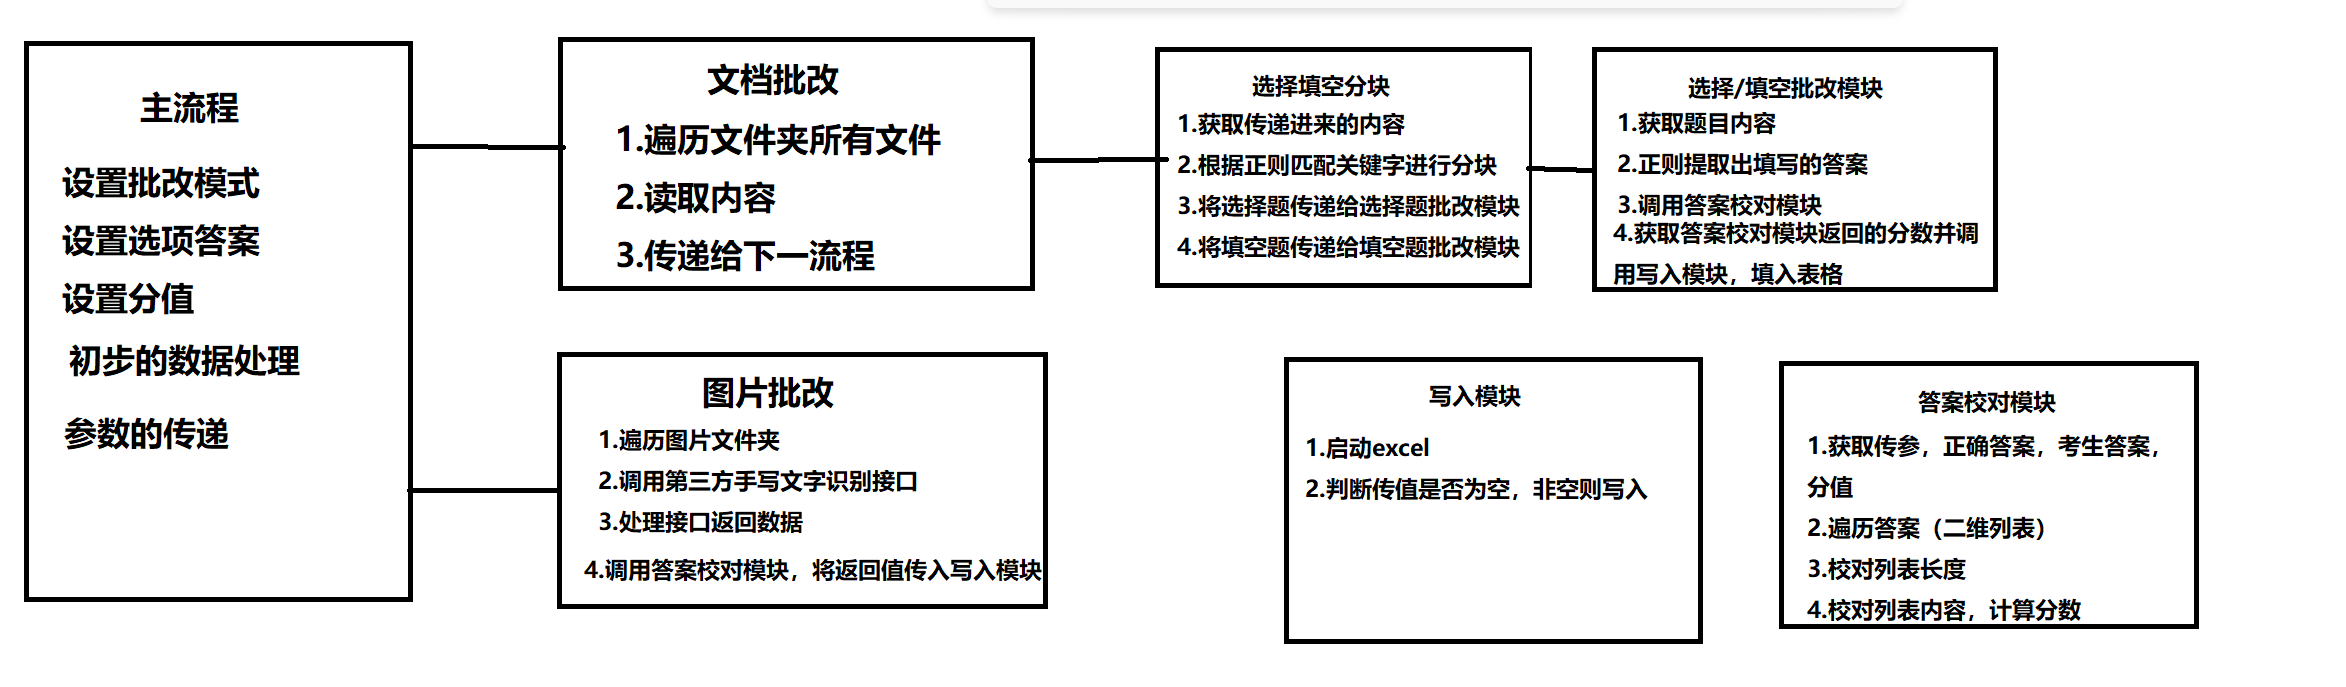 主流程
设置批改模式
设置选项答案
设置分值
初步的数据处理
参数的传递
文档批改
1.遍历文件夹所有文件
2.读取内容
3.传递给下一流程
选择填空分块
1.获取传递进来的内容
2.根据正则匹配关键字进行分块
3.将选择题传递给选择题批改模块
4.将填空题传递给填空题批改模块
选择/填空批改模块
1.获取题目内容
2.正则提取出填写的答案
3.调用答案校对模块
4.获取答案校对模块返回的分数并调
用写入模块，填入表格
图片批改
1.遍历图片文件夹
2.调用第三方手写文字识别接口
3.处理接口返回数据
4.调用答案校对模块，将返回值传入写入模块
写入模块
1.启动excel
2.判断传值是否为空，非空则写入
答案校对模块
1.获取传参，正确答案，考生答案，
分值
2.遍历答案（二维列表）
3.校对列表长度
4.校对列表内容，计算分数